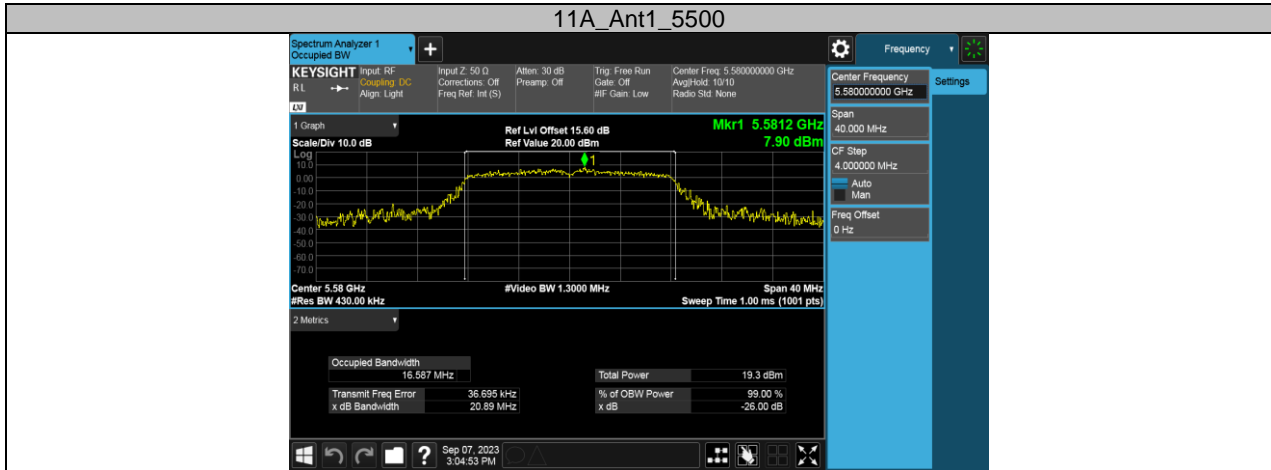 11A_Ant1_5500
Spectrum Analyzer 1
Occupied BW
+
Frequency
KEYSIGHT
RL
LXI
Input: RF
Coupling: DC
Align: Light
Input Z: 50 Ω
Corrections: Off
Freq Ref: Int (S)
Atten: 30 dB
Preamp: Off
Trig: Free Run
Gate: Off
#IF Gain: Low
Center Freq: 5.580000000 GHz
Avg|Hold: 10/10
Radio Std: None
Center Frequency
5.580000000 GHz
Settings
Span
40.000 MHz
CF Step
4.000000 MHz
Auto
Man
Freq Offset
0 Hz
1 Graph
Scale/Div 10.0 dB
Ref Lvl Offset 15.60 dB
Ref Value 20.00 dBm
Mkr1 5.5812 GHz
7.90 dBm
Log
10.0
0.00
-10.0
-20.0
-30.0
-40.0
-50.0
-60.0
-70.0
1
Center 5.58 GHz
#Res BW 430.00 kHz
#Video BW 1.3000 MHz
Span 40 MHz
Sweep Time 1.00 ms (1001 pts)
2 Metrics
Occupied Bandwidth
16.587 MHz
Total Power 19.3 dBm
Transmit Freq Error 36.695 kHz
% of OBW Power 99.00 %
x dB Bandwidth 20.89 MHz
x dB -26.00 dB
?
Sep 07, 2023
3:04:53 PM